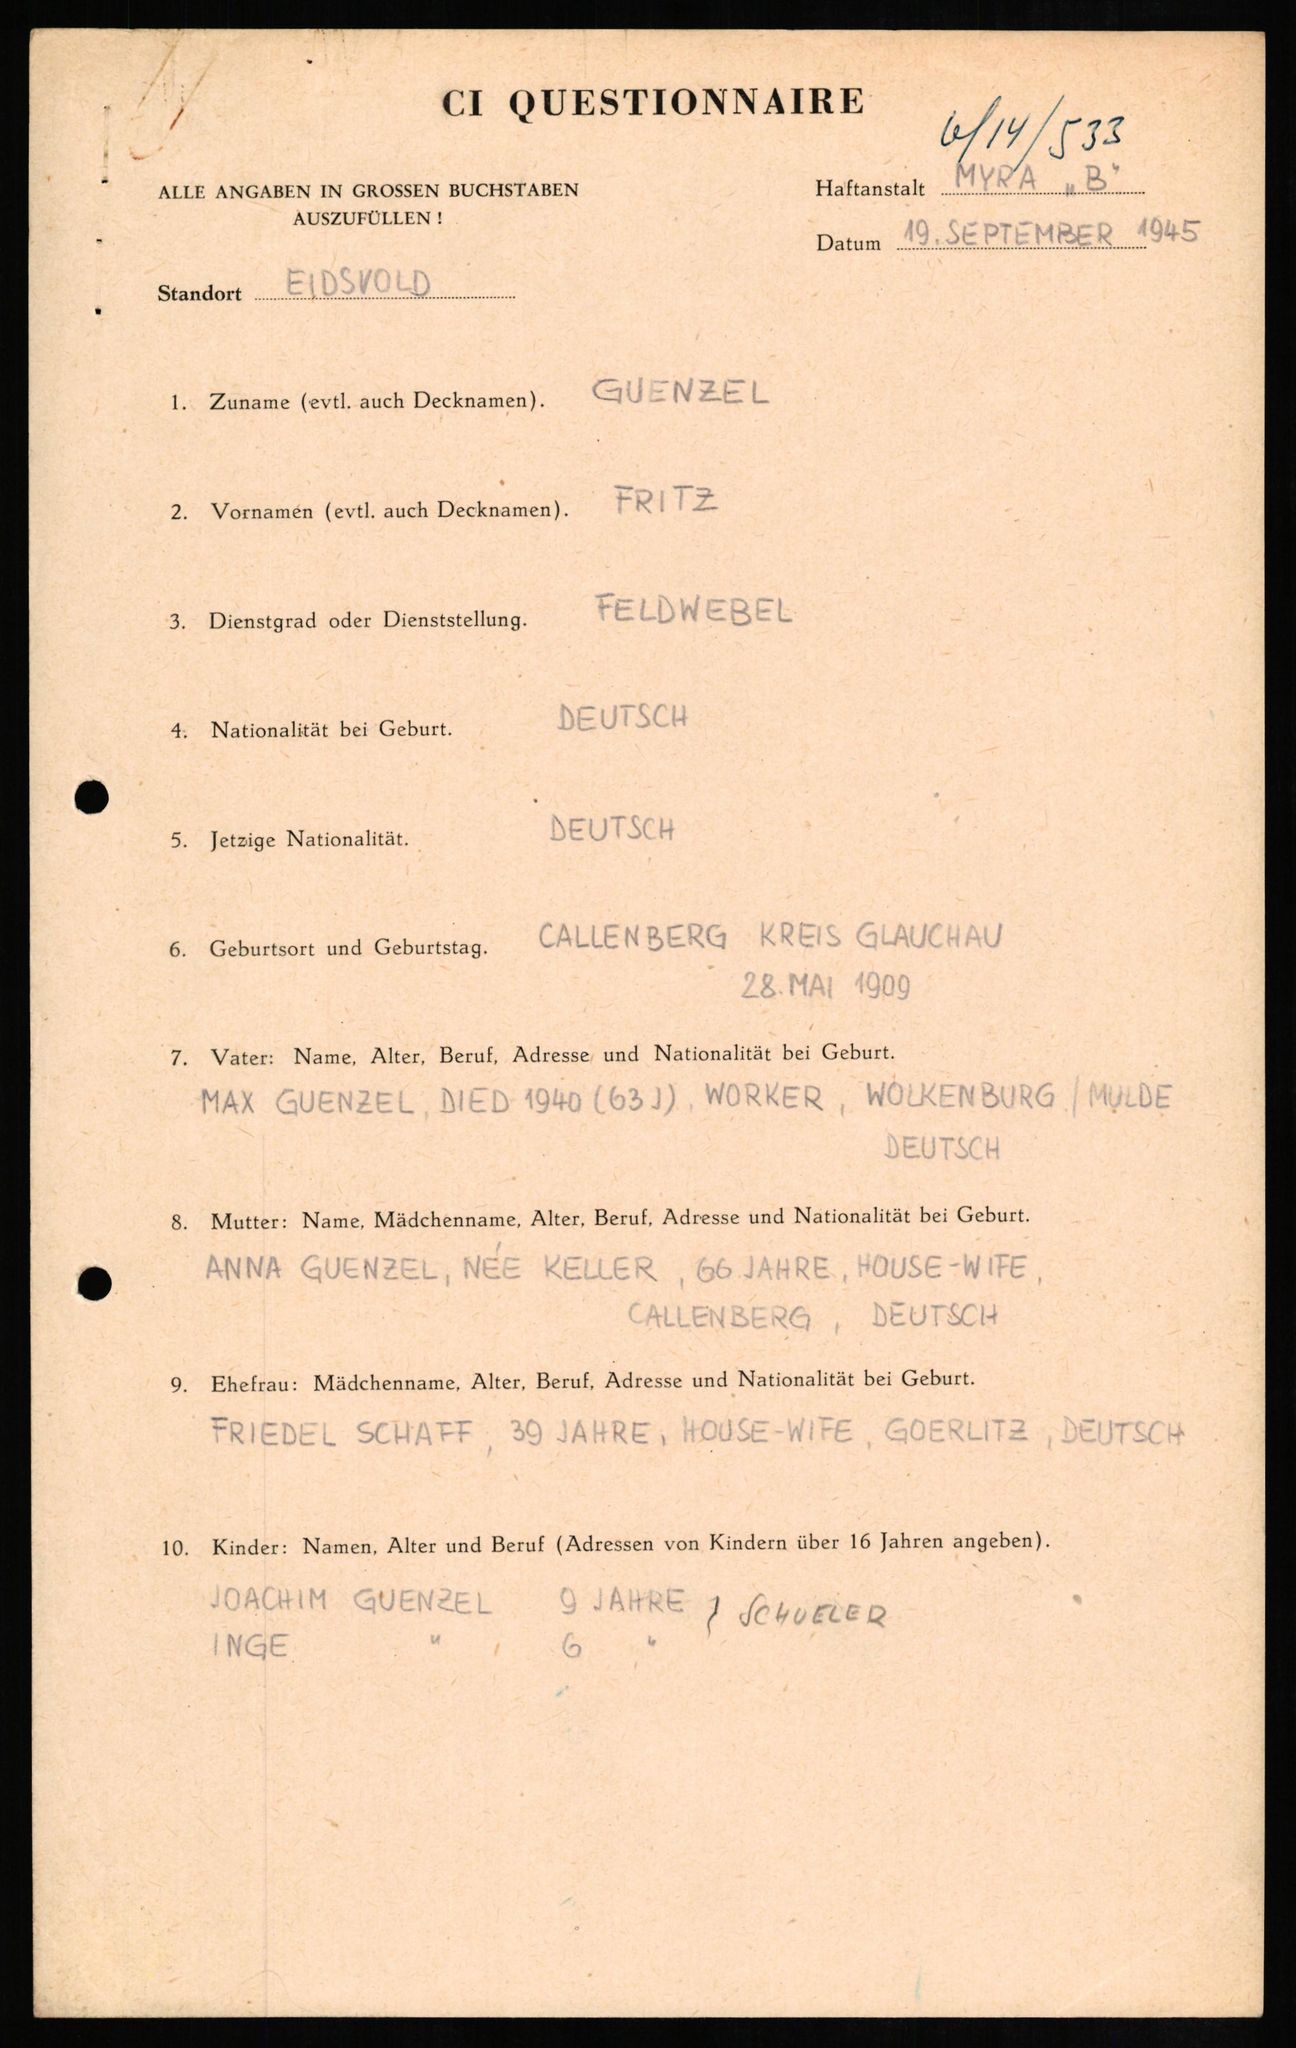 CI QUESTIONNAIRE
6/14/533
ALLE ANGABEN IN GROSSEN BUCHSTABEN
AUSZUFÜLLEN!
Haftanstalt MYRA „B"
Datum 19. SEPTEMBER 1945
Standort EIDSVOLD
1. Zuname (evtl. auch Decknamen). GUENZEL
2. Vornamen (evtl. auch Decknamen). FRITZ
3. Dienstgrad oder Dienststellung. FELDWEBEL
4. Nationalität bei Geburt. DEUTSCH
5. Jetzige Nationalität. DEUTSCH
6. Geburtsort und Geburtstag. CALLENBERG KREIS GLAUCHAU
28. MAI 1909
7. Vater: Name, Alter, Beruf, Adresse und Nationalität bei Geburt.
MAX GUENZEL, DIED 1940 (63 J), WORKER, WOLKENBURG / MULDE
DEUTSCH
8. Mutter: Name, Mädchenname, Alter, Beruf, Adresse und Nationalität bei Geburt.
ANNA GUENZEL, NÉE KELLER, 66 JAHRE, HOUSE-WIFE,
CALLENBERG, DEUTSCH
9. Ehefrau: Mädchenname, Alter, Beruf, Adresse und Nationalität bei Geburt.
FRIEDEL SCHAFF, 39 JAHRE, HOUSE-WIFE, GOERLITZ, DEUTSCH
10. Kinder: Namen, Alter und Beruf (Adressen von Kindern über 16 Jahren angeben).
JOACHIM GUENZEL 9 JAHRE } SCHUELER
INGE " 6 "